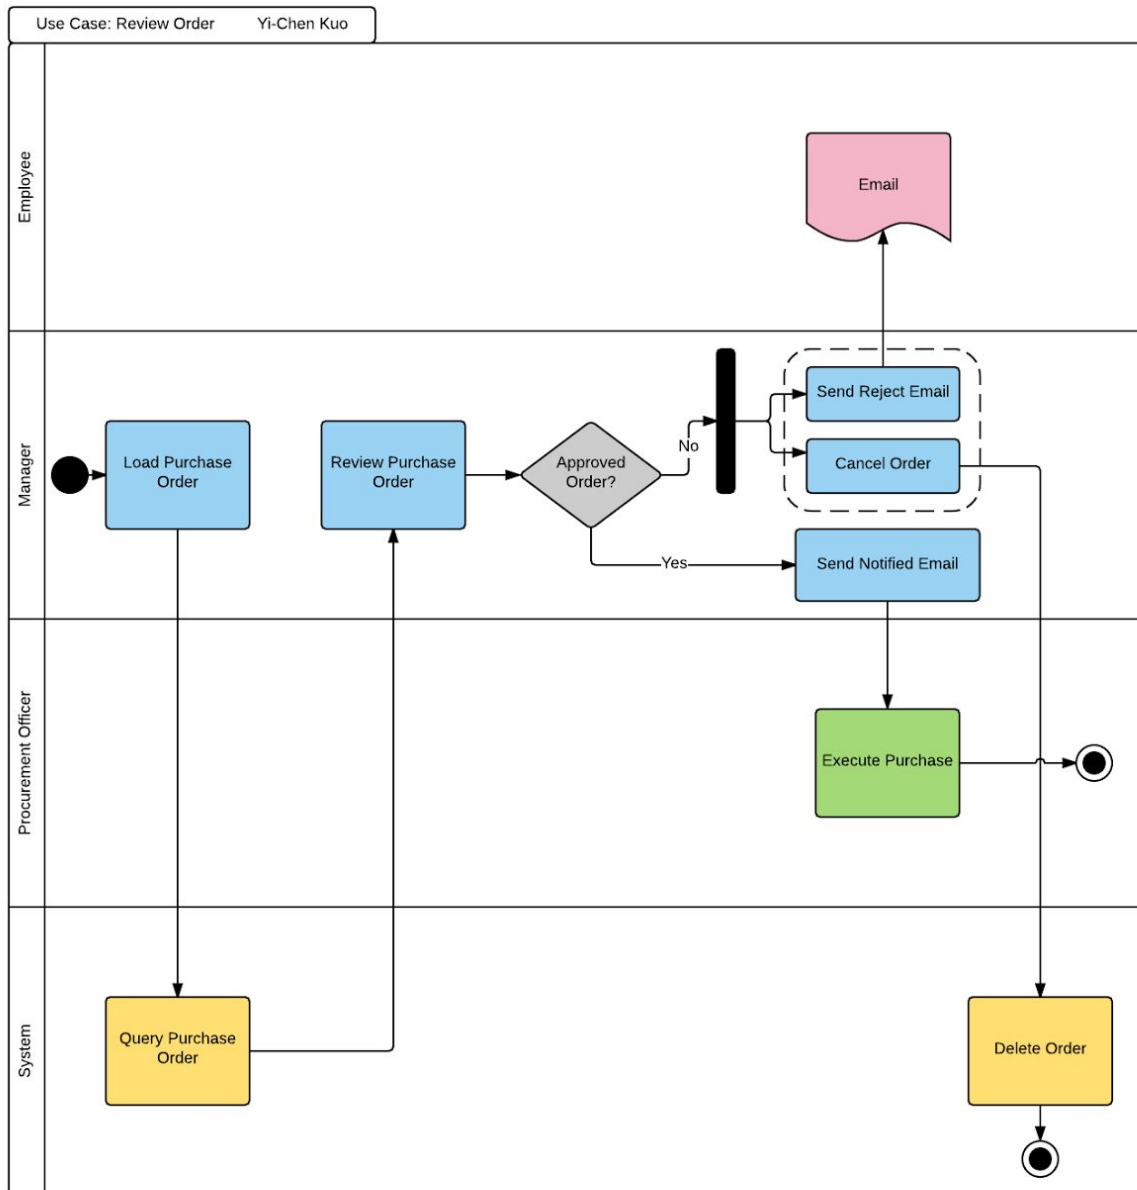 Use Case: Review Order Yi-Chen Kuo
Employee
Email
Manager
Load Purchase
Order
Review Purchase
Order
Approved
Order?
No
Send Reject Email
Cancel Order
Yes
Send Notified Email
Procurement Officer
Execute Purchase
System
Query Purchase
Order
Delete Order